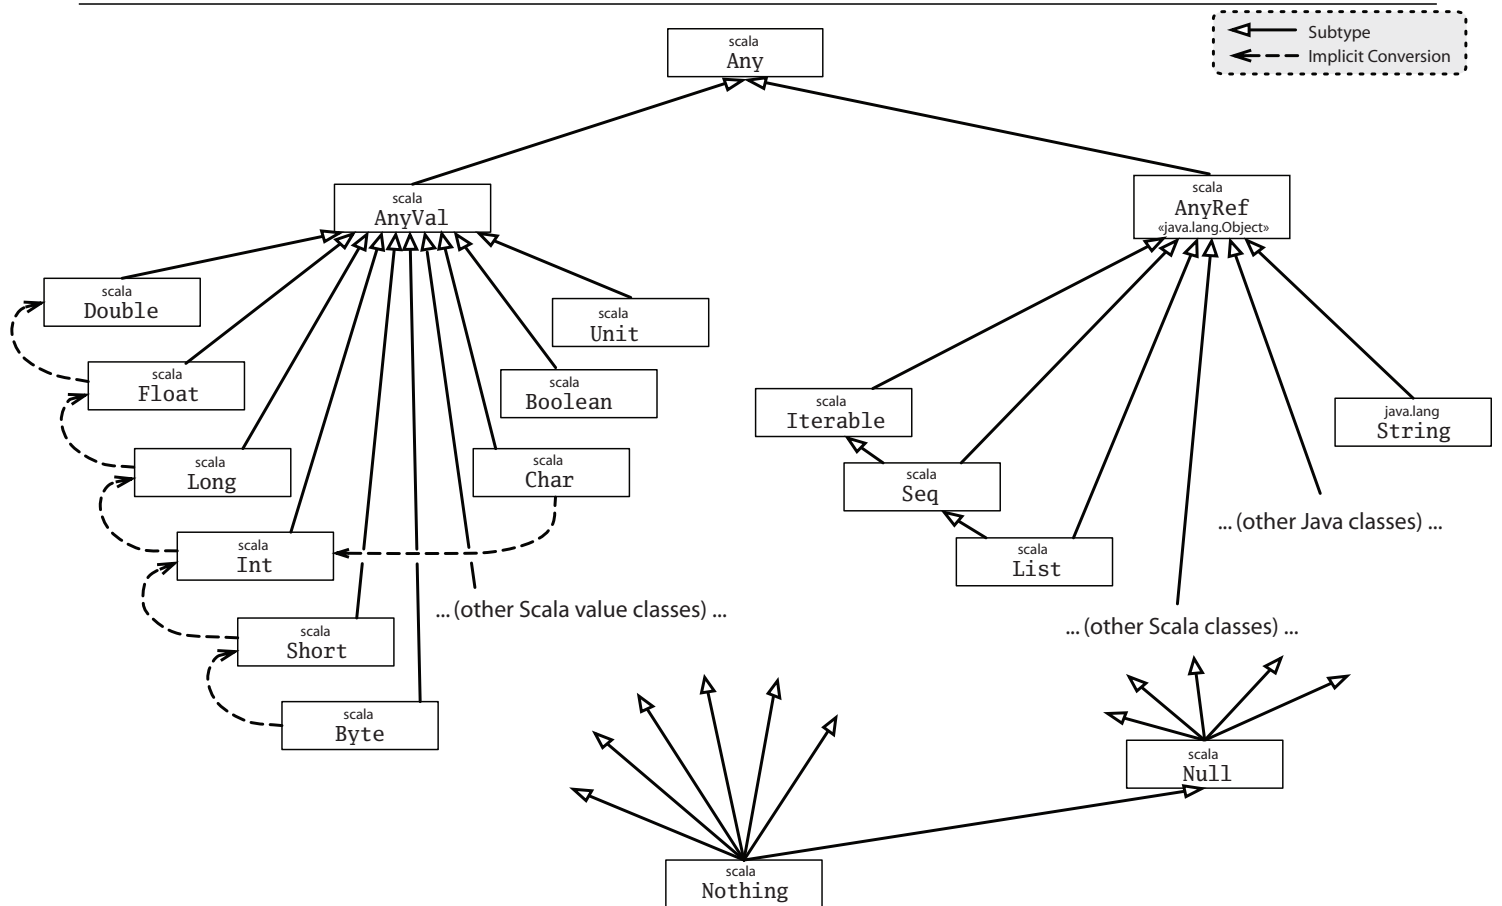 scala
Any
Subtype
Implicit Conversion
scala
AnyVal
scala
AnyRef
«java.lang.Object»
scala
Double
scala
Unit
scala
Float
scala
Boolean
scala
Iterable
java.lang
String
scala
Long
scala
Char
scala
Seq
... (other Java classes) ...
scala
Int
scala
List
... (other Scala value classes) ...
... (other Scala classes) ...
scala
Short
scala
Byte
scala
Null
scala
Nothing